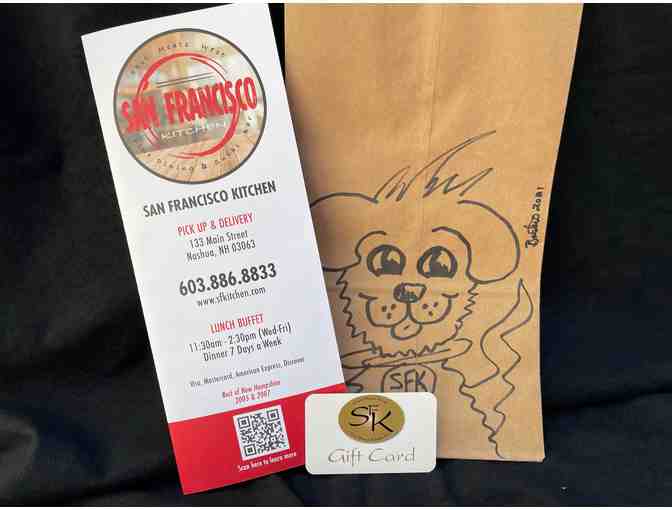 East Meets West
SAN FRANCISCO
KITCHEN
Dining & Sushi Bar
SAN FRANCISCO KITCHEN
PICK UP & DELIVERY
133 Main Street
Nashua, NH 03063
603.886.8833
www.sfkitchen.com
LUNCH BUFFET
11:30am - 2:30pm (Wed-Fri)
Dinner 7 Days a Week
Visa, Mastercard, American Express, Discover
Best of New Hampshire
2005 & 2007
Scan here to learn more
SFK
2021
SFK
Gift Card